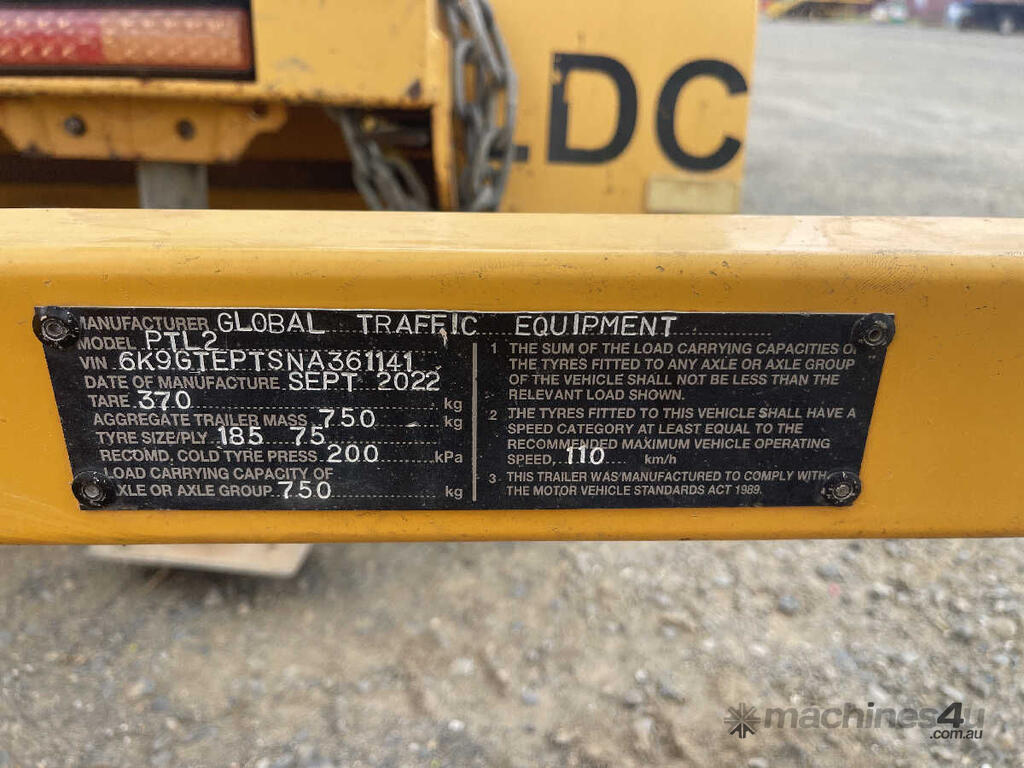 .DC
MANUFACTURER GLOBAL TRAFFIC EQUIPMENT
MODEL PTL2
VIN 6K9GTEPTSNA361141
DATE OF MANUFACTURE SEPT 2022
TARE 370 kg
AGGREGATE TRAILER MASS 750 kg
TYRE SIZE/PLY 185 75
RECOMD. COLD TYRE PRESS 200 kPa
LOAD CARRYING CAPACITY OF
AXLE OR AXLE GROUP 750 kg
1 THE SUM OF THE LOAD CARRYING CAPACITIES OF
THE TYRES FITTED TO ANY AXLE OR AXLE GROUP
OF THE VEHICLE SHALL NOT BE LESS THAN THE
RELEVANT LOAD SHOWN.
2 THE TYRES FITTED TO THIS VEHICLE SHALL HAVE A
SPEED CATEGORY AT LEAST EQUAL TO THE
RECOMMENDED MAXIMUM VEHICLE OPERATING
SPEED, 110 km/h
3 THIS TRAILER WAS MANUFACTURED TO COMPLY WITH
THE MOTOR VEHICLE STANDARDS ACT 1989.
machines4u
.com.au